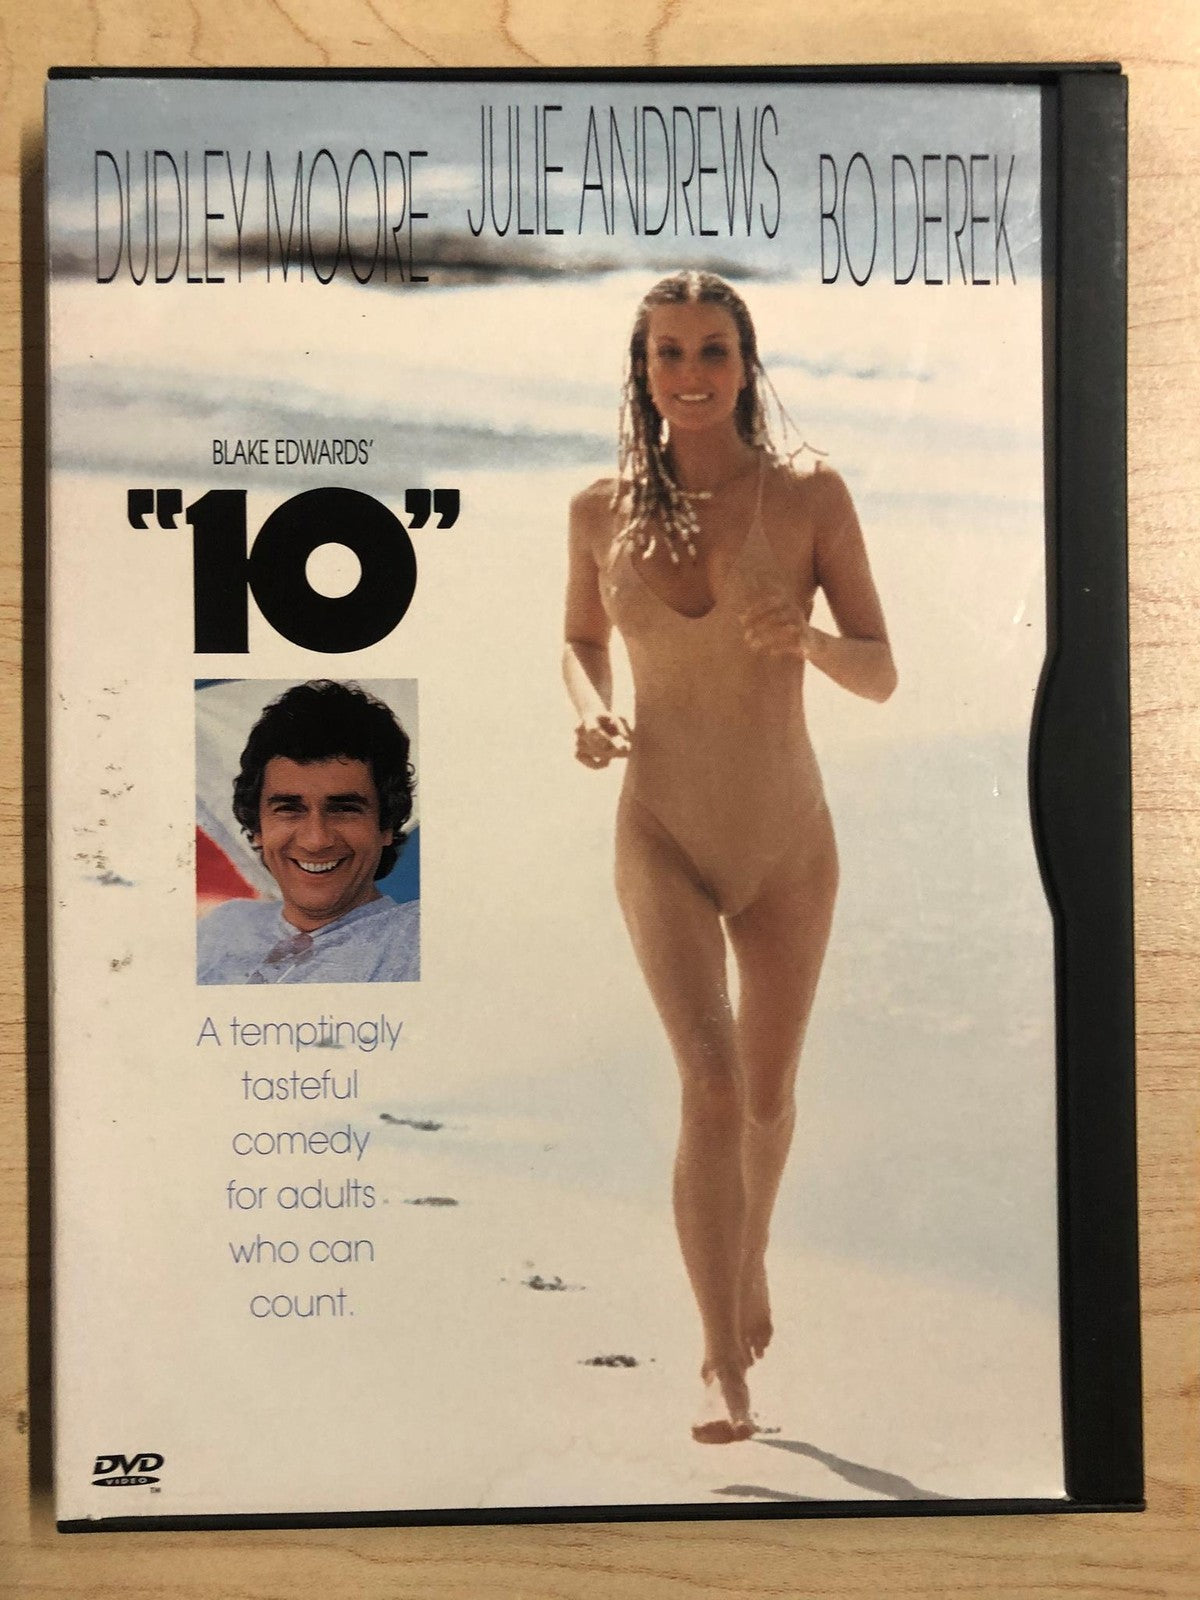 DUDLEY MOORE JULIE ANDREWS BO DEREK
BLAKE EDWARDS'
"10"
A temptingly
tasteful
comedy
for adults
who can
count.
DVD
VIDEO
TM